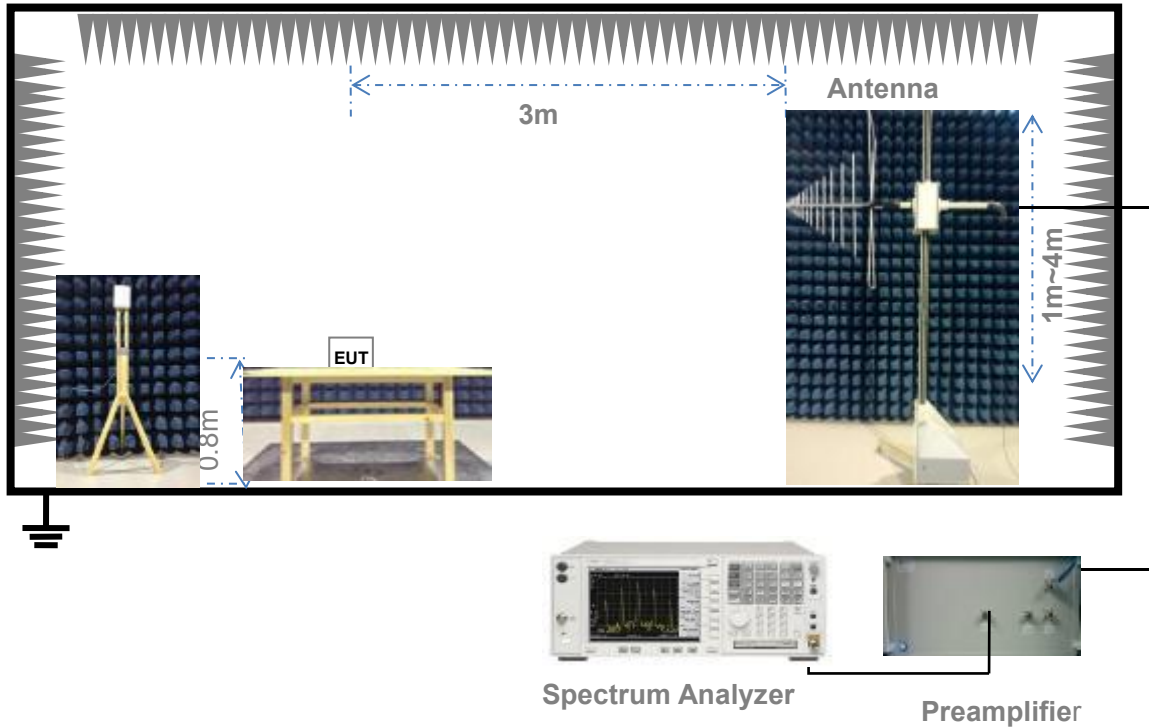 Antenna
3m
1m~4m
EUT
0.8m
Spectrum Analyzer
Preamplifier